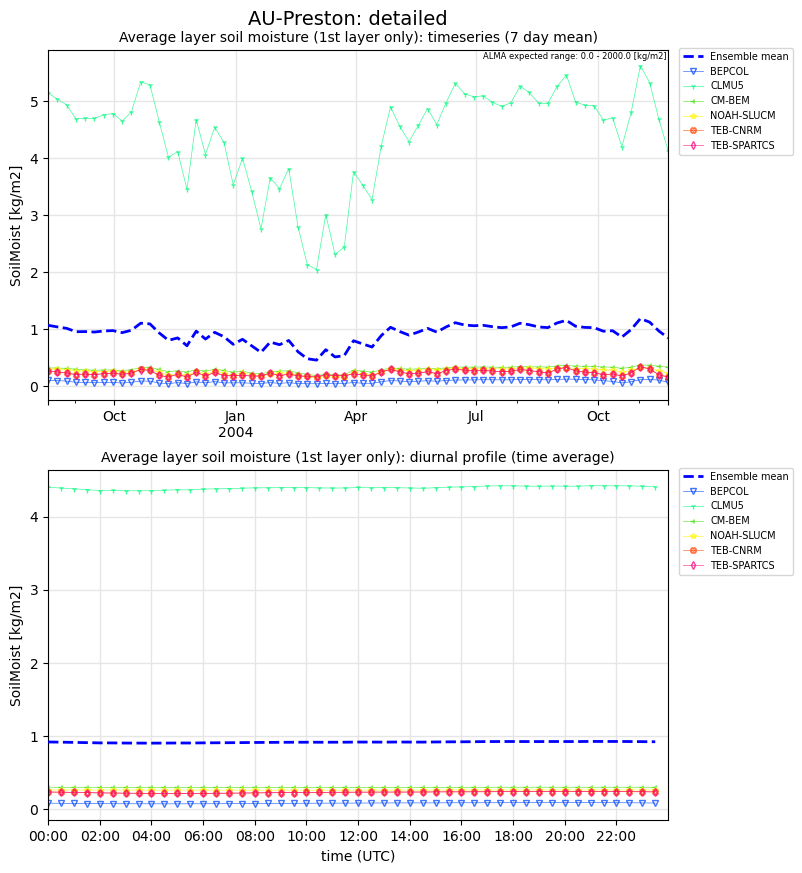 AU-Preston: detailed
Average layer soil moisture (1st layer only): timeseries (7 day mean)
ALMA expected range: 0.0 - 2000.0 [kg/m2]
SoilMoist [kg/m2]
5
4
3
2
1
0
Oct
Jan
2004
Apr
Jul
Oct
Ensemble mean
BEPCOL
CLMU5
CM-BEM
NOAH-SLUCM
TEB-CNRM
TEB-SPARTCS
Average layer soil moisture (1st layer only): diurnal profile (time average)
SoilMoist [kg/m2]
4
3
2
1
0
00:00
02:00
04:00
06:00
08:00
10:00
12:00
14:00
16:00
18:00
20:00
22:00
time (UTC)
Ensemble mean
BEPCOL
CLMU5
CM-BEM
NOAH-SLUCM
TEB-CNRM
TEB-SPARTCS